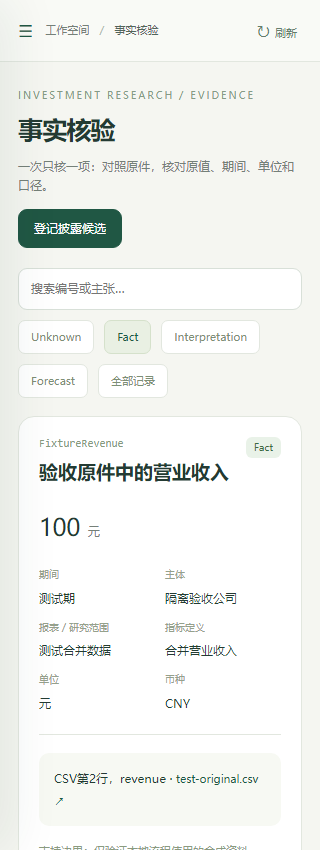 ☰ 工作空间 / 事实核验 ↻ 刷新
INVESTMENT RESEARCH / EVIDENCE
事实核验
一次只核一项：对照原件，核对原值、期间、单位和
口径。
登记披露候选
搜索编号或主张...
Unknown Fact Interpretation
Forecast 全部记录
FixtureRevenue Fact
验收原件中的营业收入
100 元
期间 主体
测试期 隔离验收公司
报表 / 研究范围 指标定义
测试合并数据 合并营业收入
单位 币种
元 CNY
CSV第2行，revenue · test-original.csv
↗